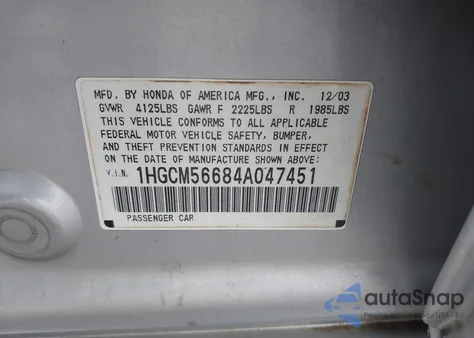 MFD. BY HONDA OF AMERICA MFG., INC. 12/03
GVWR 4125LBS GAWR F 2225LBS R 1985LBS
THIS VEHICLE CONFORMS TO ALL APPLICABLE
FEDERAL MOTOR VEHICLE SAFETY, BUMPER,
AND THEFT PREVENTION STANDARDS IN EFFECT
ON THE DATE OF MANUFACTURE SHOWN ABOVE:
V.I.N. 1HGCM56684A047451
PASSENGER CAR
autaSnap